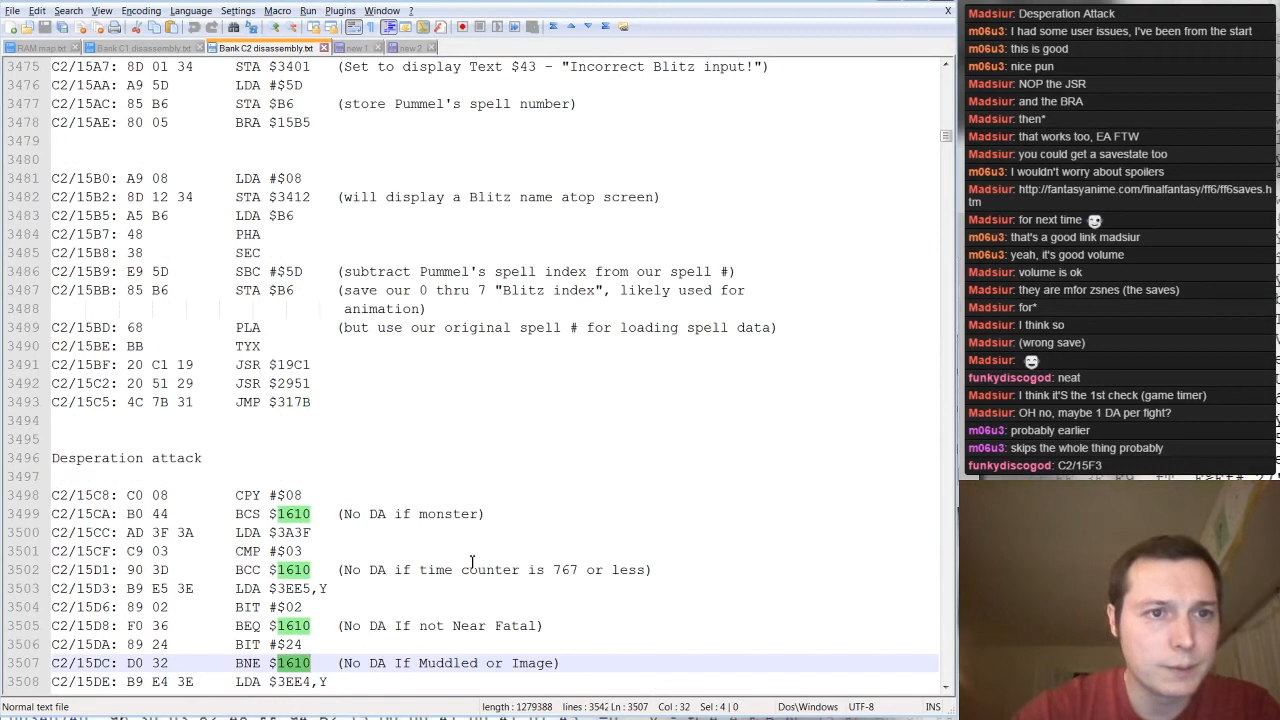 File Edit Search View Encoding Language Settings Macro Run Plugins Window ? X
RAM map.txt Bank C1 disassembly.txt Bank C2 disassembly.txt new 1 new 2
3475 C2/15A7: 8D 01 34 STA $3401 (Set to display Text $43 - "Incorrect Blitz input!")
3476 C2/15AA: A9 5D LDA #$5D
3477 C2/15AC: 85 B6 STA $B6 (store Pummel's spell number)
3478 C2/15AE: 80 05 BRA $15B5
3479
3480
3481 C2/15B0: A9 08 LDA #$08
3482 C2/15B2: 8D 12 34 STA $3412 (will display a Blitz name atop screen)
3483 C2/15B5: A5 B6 LDA $B6
3484 C2/15B7: 48 PHA
3485 C2/15B8: 38 SEC
3486 C2/15B9: E9 5D SBC #$5D (subtract Pummel's spell index from our spell #)
3487 C2/15BB: 85 B6 STA $B6 (save our 0 thru 7 "Blitz index", likely used for
3488 animation)
3489 C2/15BD: 68 PLA (but use our original spell # for loading spell data)
3490 C2/15BE: BB TYX
3491 C2/15BF: 20 C1 19 JSR $19C1
3492 C2/15C2: 20 51 29 JSR $2951
3493 C2/15C5: 4C 7B 31 JMP $317B
3494
3495
3496 Desperation attack
3497
3498 C2/15C8: C0 08 CPY #$08
3499 C2/15CA: B0 44 BCS $1610 (No DA if monster)
3500 C2/15CC: AD 3F 3A LDA $3A3F
3501 C2/15CF: C9 03 CMP #$03
3502 C2/15D1: 90 3D BCC $1610 (No DA if time counter is 767 or less)
3503 C2/15D3: B9 E5 3E LDA $3EE5,Y
3504 C2/15D6: 89 02 BIT #$02
3505 C2/15D8: F0 36 BEQ $1610 (No DA If not Near Fatal)
3506 C2/15DA: 89 24 BIT #$24
3507 C2/15DC: D0 32 BNE $1610 (No DA If Muddled or Image)
3508 C2/15DE: B9 E4 3E LDA $3EE4,Y
Normal text file length : 1279388 Ln : 3507 Col : 32 Sel : 4 | 0 Dos\Windows UTF-8 INS
Madsiur: Desperation Attack
m06u3: I had some user issues, I've been from the start
m06u3: this is good
m06u3: nice pun
Madsiur: NOP the JSR
Madsiur: and the BRA
Madsiur: then*
Madsiur: that works too, EA FTW
Madsiur: you could get a savestate too
m06u3: I wouldn't worry about spoilers
Madsiur: http://fantasyanime.com/finalfantasy/ff6/ff6saves.h
tm
Madsiur: for next time
m06u3: that's a good link madsiur
m06u3: yeah, it's good volume
Madsiur: volume is ok
Madsiur: they are mfor zsnes (the saves)
Madsiur: for*
Madsiur: I think so
Madsiur: (wrong save)
Madsiur:
funkydiscogod: neat
Madsiur: I think it'S the 1st check (game timer)
Madsiur: OH no, maybe 1 DA per fight?
m06u3: probably earlier
m06u3: skips the whole thing probably
funkydiscogod: C2/15F3